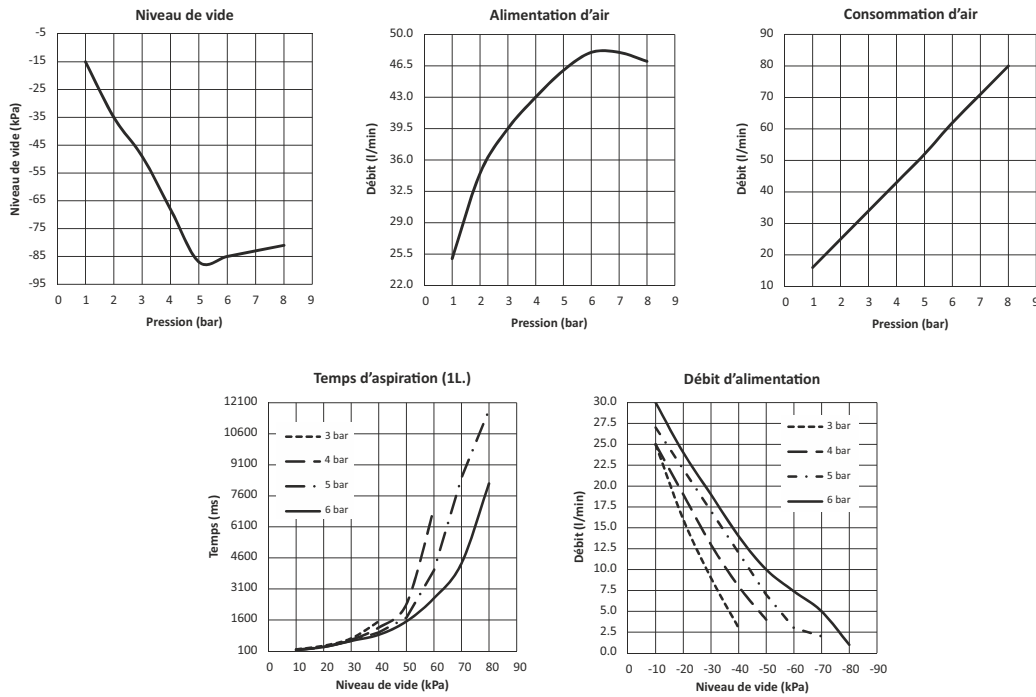 Niveau de vide
Niveau de vide (kPa)
-5
-15
-25
-35
-45
-55
-65
-75
-85
-95
0 1 2 3 4 5 6 7 8 9
Pression (bar)
Alimentation d'air
Débit (l/min)
50.0
46.5
43.0
39.5
36.0
32.5
29.0
25.5
22.0
0 1 2 3 4 5 6 7 8 9
Pression (bar)
Consommation d'air
Débit (l/min)
90
80
70
60
50
40
30
20
10
0 1 2 3 4 5 6 7 8 9
Pression (bar)
Temps d'aspiration (1L.)
Temps (ms)
12100
10600
9100
7600
6100
4600
3100
1600
100
3 bar
4 bar
5 bar
6 bar
0 10 20 30 40 50 60 70 80 90
Niveau de vide (kPa)
Débit d'alimentation
Débit (l/min)
30.0
27.5
25.0
22.5
20.0
17.5
15.0
12.5
10.0
7.5
5.0
2.5
0.0
3 bar
4 bar
5 bar
6 bar
0 -10 -20 -30 -40 -50 -60 -70 -80 -90
Niveau de vide (kPa)